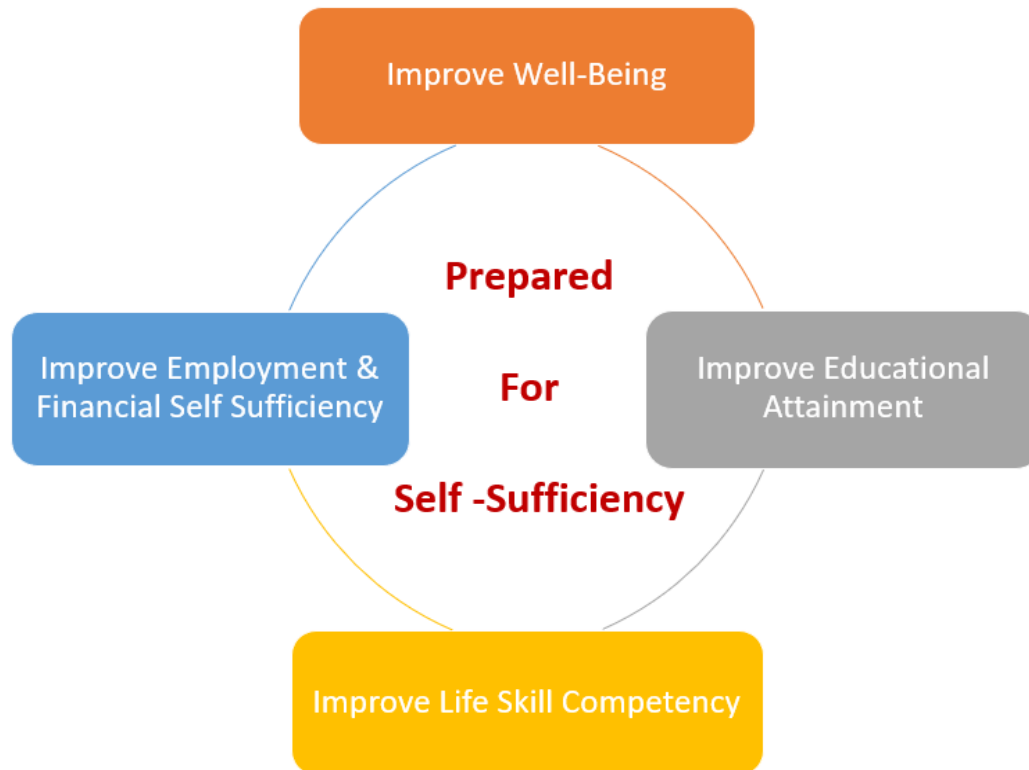 Improve Well-Being
Prepared
For
Self -Sufficiency
Improve Employment &
Financial Self Sufficiency
Improve Educational
Attainment
Improve Life Skill Competency